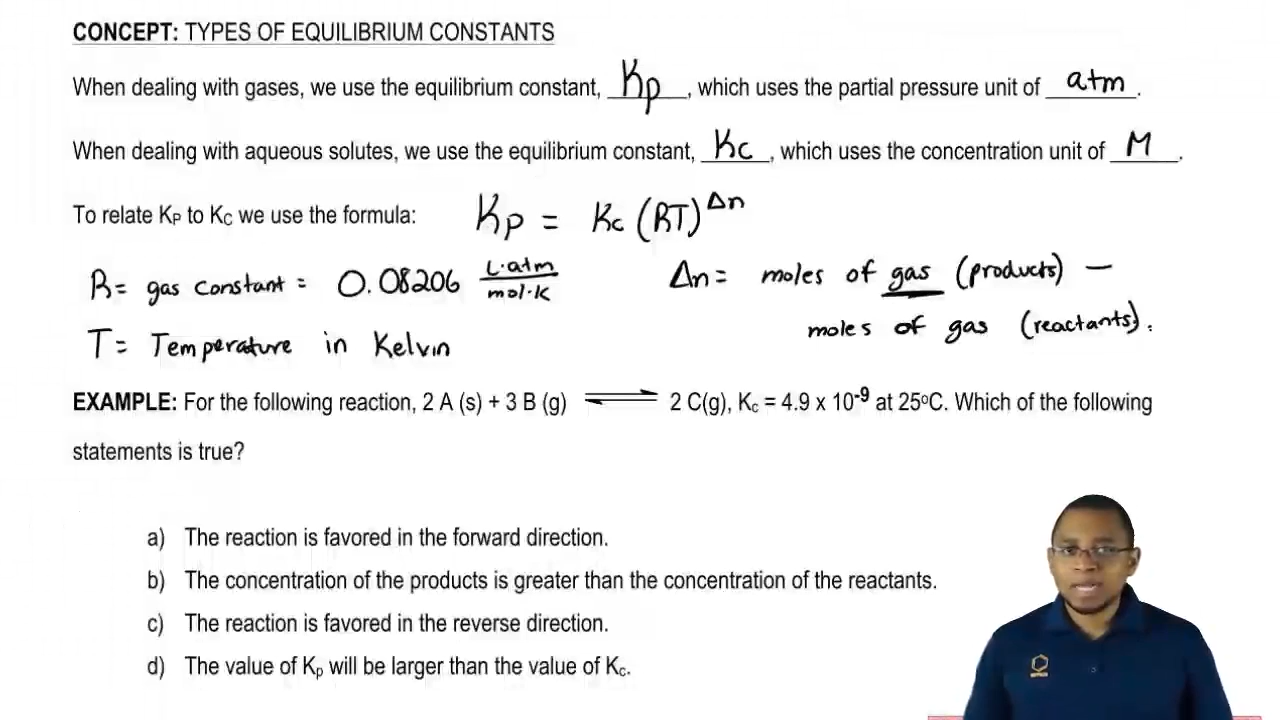 CONCEPT: TYPES OF EQUILIBRIUM CONSTANTS
When dealing with gases, we use the equilibrium constant, Kp, which uses the partial pressure unit of atm.
When dealing with aqueous solutes, we use the equilibrium constant, Kc, which uses the concentration unit of M.
To relate KP to KC we use the formula: Kp = Kc (RT)^Δn
R= gas constant = 0.08206 L·atm/mol·K
Δn= moles of gas (products) —
moles of gas (reactants).
T= Temperature in Kelvin
EXAMPLE: For the following reaction, 2 A (s) + 3 B (g) ⇌ 2 C(g), Kc = 4.9 x 10^-9 at 25°C. Which of the following
statements is true?
a) The reaction is favored in the forward direction.
b) The concentration of the products is greater than the concentration of the reactants.
c) The reaction is favored in the reverse direction.
d) The value of Kp will be larger than the value of Kc.